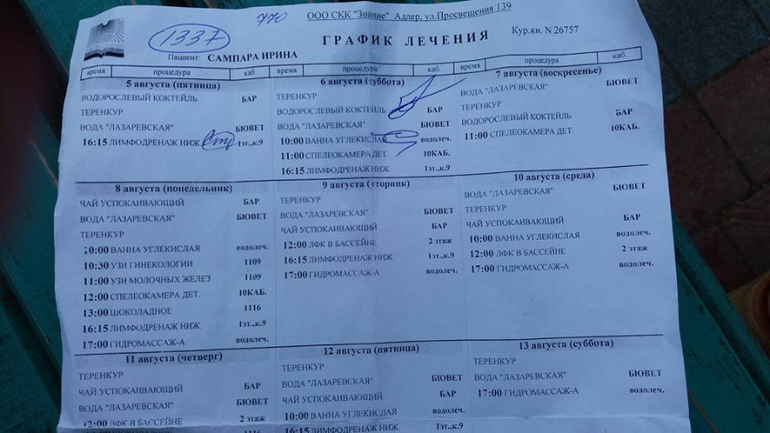 770
ООО СКК "Знание" Адлер, ул.Просвещения 139
1337
ГРАФИК ЛЕЧЕНИЯ
Кур.кн. N 26757
Пациент: САМПАРА ИРИНА
время процедура каб. время процедура каб. время процедура каб.
5 августа (пятница)
ВОДОРОСЛЕВЫЙ КОКТЕЙЛЬ БАР
ТЕРЕНКУР
ВОДА "ЛАЗАРЕВСКАЯ" БЮВЕТ
16:15 ЛИМФОДРЕНАЖ НИЖ 1эт.,к.9
6 августа (суббота)
ТЕРЕНКУР
ВОДОРОСЛЕВЫЙ КОКТЕЙЛЬ БАР
ВОДА "ЛАЗАРЕВСКАЯ" БЮВЕТ
10:00 ВАННА УГЛЕКИСЛАЯ водолеч.
11:00 СПЕЛЕОКАМЕРА ДЕТ. 10КАБ.
16:15 ЛИМФОДРЕНАЖ НИЖ 1эт.,к.9
7 августа (воскресенье)
ВОДА "ЛАЗАРЕВСКАЯ" БЮВЕТ
ТЕРЕНКУР
ВОДОРОСЛЕВЫЙ КОКТЕЙЛЬ БАР
11:00 СПЕЛЕОКАМЕРА ДЕТ. 10КАБ.
8 августа (понедельник)
ЧАЙ УСПОКАИВАЮЩИЙ БАР
ВОДА "ЛАЗАРЕВСКАЯ" БЮВЕТ
ТЕРЕНКУР
10:00 ВАННА УГЛЕКИСЛАЯ водолеч.
10:30 УЗИ ГИНЕКОЛОГИИ 1109
11:00 УЗИ МОЛОЧНЫХ ЖЕЛЕЗ 1109
12:00 СПЕЛЕОКАМЕРА ДЕТ. 10КАБ.
13:00 ШОКОЛАДНОЕ 1116
16:15 ЛИМФОДРЕНАЖ НИЖ. 1эт.,к.9
17:00 ГИДРОМАССАЖ-А водолеч.
9 августа (вторник)
ТЕРЕНКУР
ВОДА "ЛАЗАРЕВСКАЯ" БЮВЕТ
ЧАЙ УСПОКАИВАЮЩИЙ БАР
12:00 ЛФК В БАССЕЙНЕ 2 этаж
16:15 ЛИМФОДРЕНАЖ НИЖ 1эт.,к.9
17:00 ГИДРОМАССАЖ-А водолеч.
10 августа (среда)
ВОДА "ЛАЗАРЕВСКАЯ" БЮВЕТ
ТЕРЕНКУР
ЧАЙ УСПОКАИВАЮЩИЙ БАР
10:00 ВАННА УГЛЕКИСЛАЯ водолеч.
12:00 ЛФК В БАССЕЙНЕ 2 этаж
17:00 ГИДРОМАССАЖ-А водолеч.
11 августа (четверг)
ТЕРЕНКУР
ЧАЙ УСПОКАИВАЮЩИЙ БАР
ВОДА "ЛАЗАРЕВСКАЯ" БЮВЕТ
12:00 ЛФК В БАССЕЙНЕ 2 этаж
1116
12 августа (пятница)
ТЕРЕНКУР
ВОДА "ЛАЗАРЕВСКАЯ" БЮВЕТ
ЧАЙ УСПОКАИВАЮЩИЙ БАР
10:00 ВАННА УГЛЕКИСЛАЯ водолеч.
12:00 СПЕЛЕОКАМЕРА ДЕТ. 10КАБ.
13 августа (суббота)
ТЕРЕНКУР
ВОДА "ЛАЗАРЕВСКАЯ" БЮВЕТ
17:00 ГИДРОМАССАЖ-А водолеч.